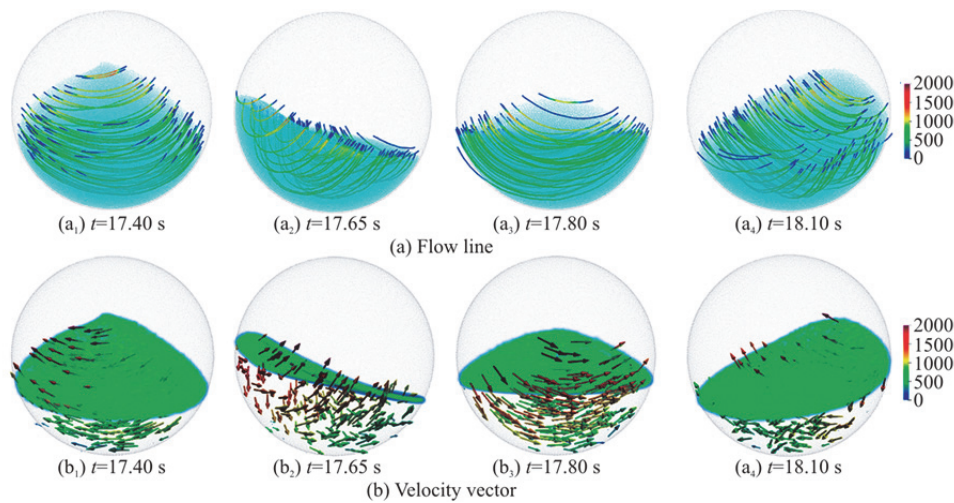 2000
1500
1000
500
0
(a₁) t=17.40 s
(a₂) t=17.65 s
(a₃) t=17.80 s
(a₄) t=18.10 s
(a) Flow line
2000
1500
1000
500
0
(b₁) t=17.40 s
(b₂) t=17.65 s
(b₃) t=17.80 s
(a₄) t=18.10 s
(b) Velocity vector